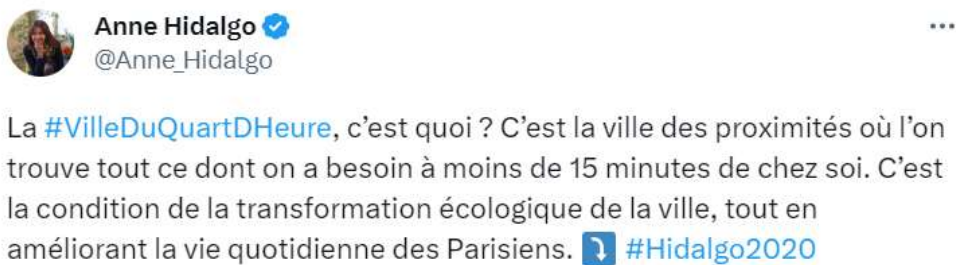 Anne Hidalgo
@Anne_Hidalgo
La #VilleDuQuartDHeure, c’est quoi ? C’est la ville des proximités où l’on
trouve tout ce dont on a besoin à moins de 15 minutes de chez soi. C’est
la condition de la transformation écologique de la ville, tout en
améliorant la vie quotidienne des Parisiens. ⤵️ #Hidalgo2020